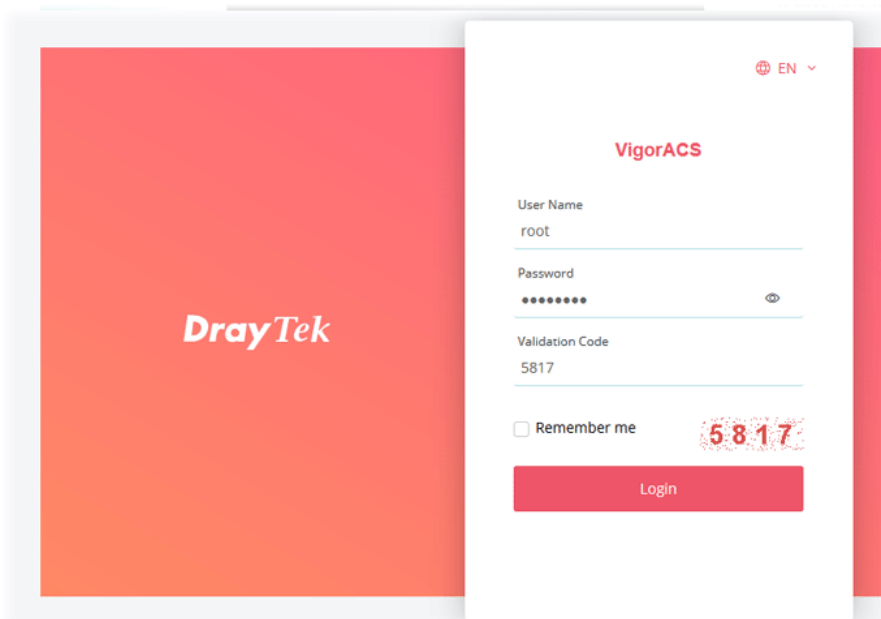 EN
VigorACS
User Name
root
Password
••••••••
DrayTek
Validation Code
5817
Remember me
5817
Login